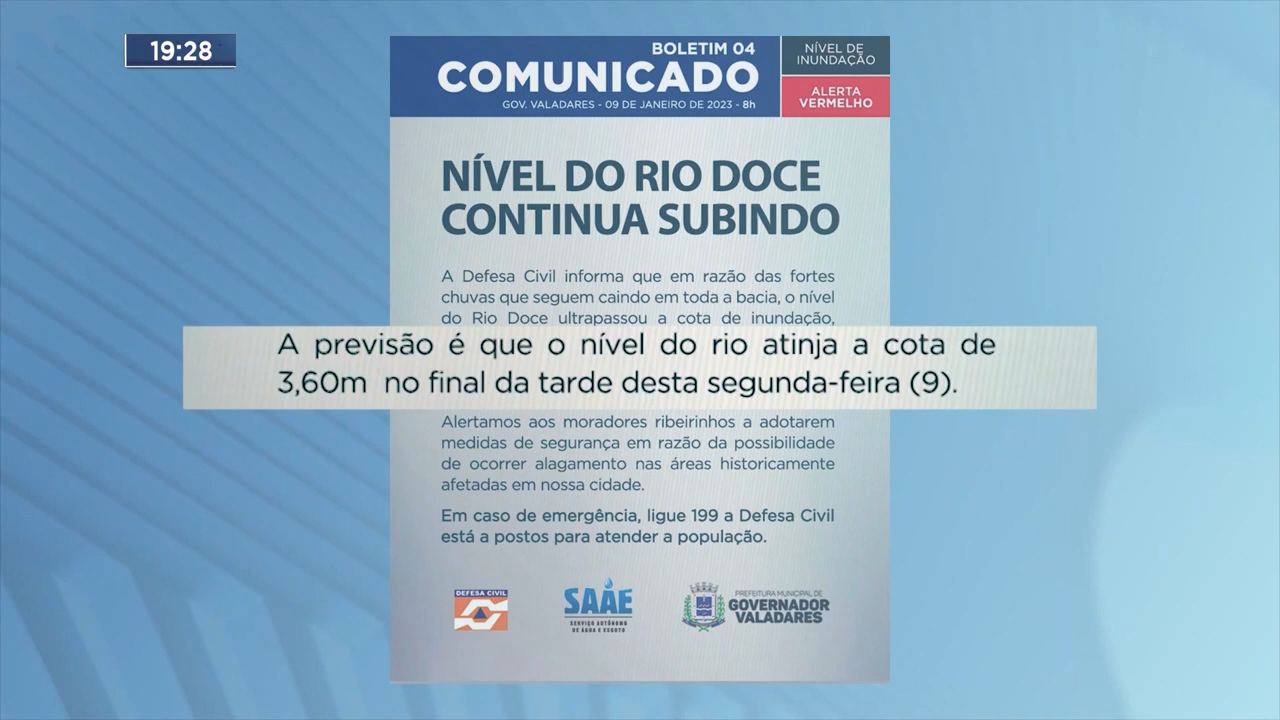 19:28
BOLETIM 04
COMUNICADO
GOV. VALADARES - 09 DE JANEIRO DE 2023 - 8h
NÍVEL DE
INUNDAÇÃO
ALERTA
VERMELHO
NÍVEL DO RIO DOCE
CONTINUA SUBINDO
A Defesa Civil informa que em razão das fortes
chuvas que seguem caindo em toda a bacia, o nível
do Rio Doce ultrapassou a cota de inundação,
A previsão é que o nível do rio atinja a cota de
3,60m no final da tarde desta segunda-feira (9).
Alertamos aos moradores ribeirinhos a adotarem
medidas de segurança em razão da possibilidade
de ocorrer alagamento nas áreas historicamente
afetadas em nossa cidade.
Em caso de emergência, ligue 199 a Defesa Civil
está a postos para atender a população.
DEFESA CIVIL
SAAE
SERVIÇO AUTÔNOMO
DE ÁGUA E ESGOTO
PREFEITURA MUNICIPAL DE
GOVERNADOR
VALADARES